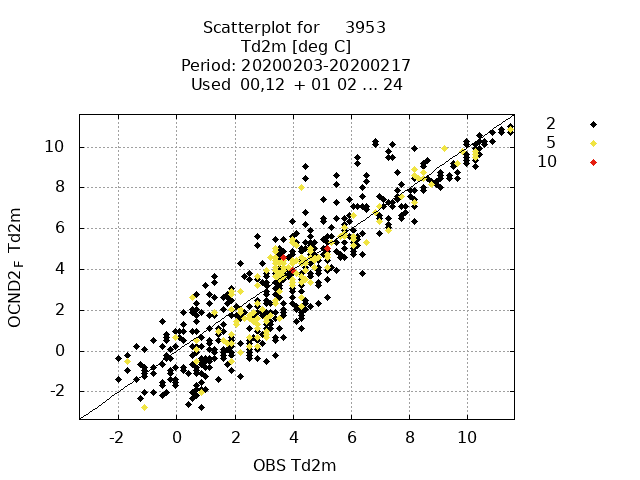 Scatterplot for 3953
Td2m [deg C]
Period: 20200203-20200217
Used 00,12 + 01 02 ... 24
2
5
10
10
8
6
4
2
0
-2
OCND2_F Td2m
-2 0 2 4 6 8 10
OBS Td2m